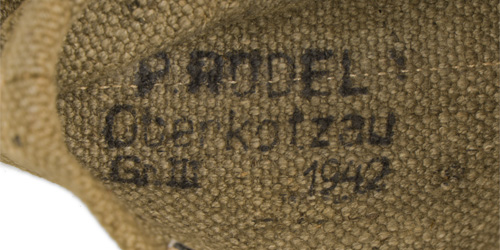 P RÖDEL
Oberkotzau
Gr. III 1942